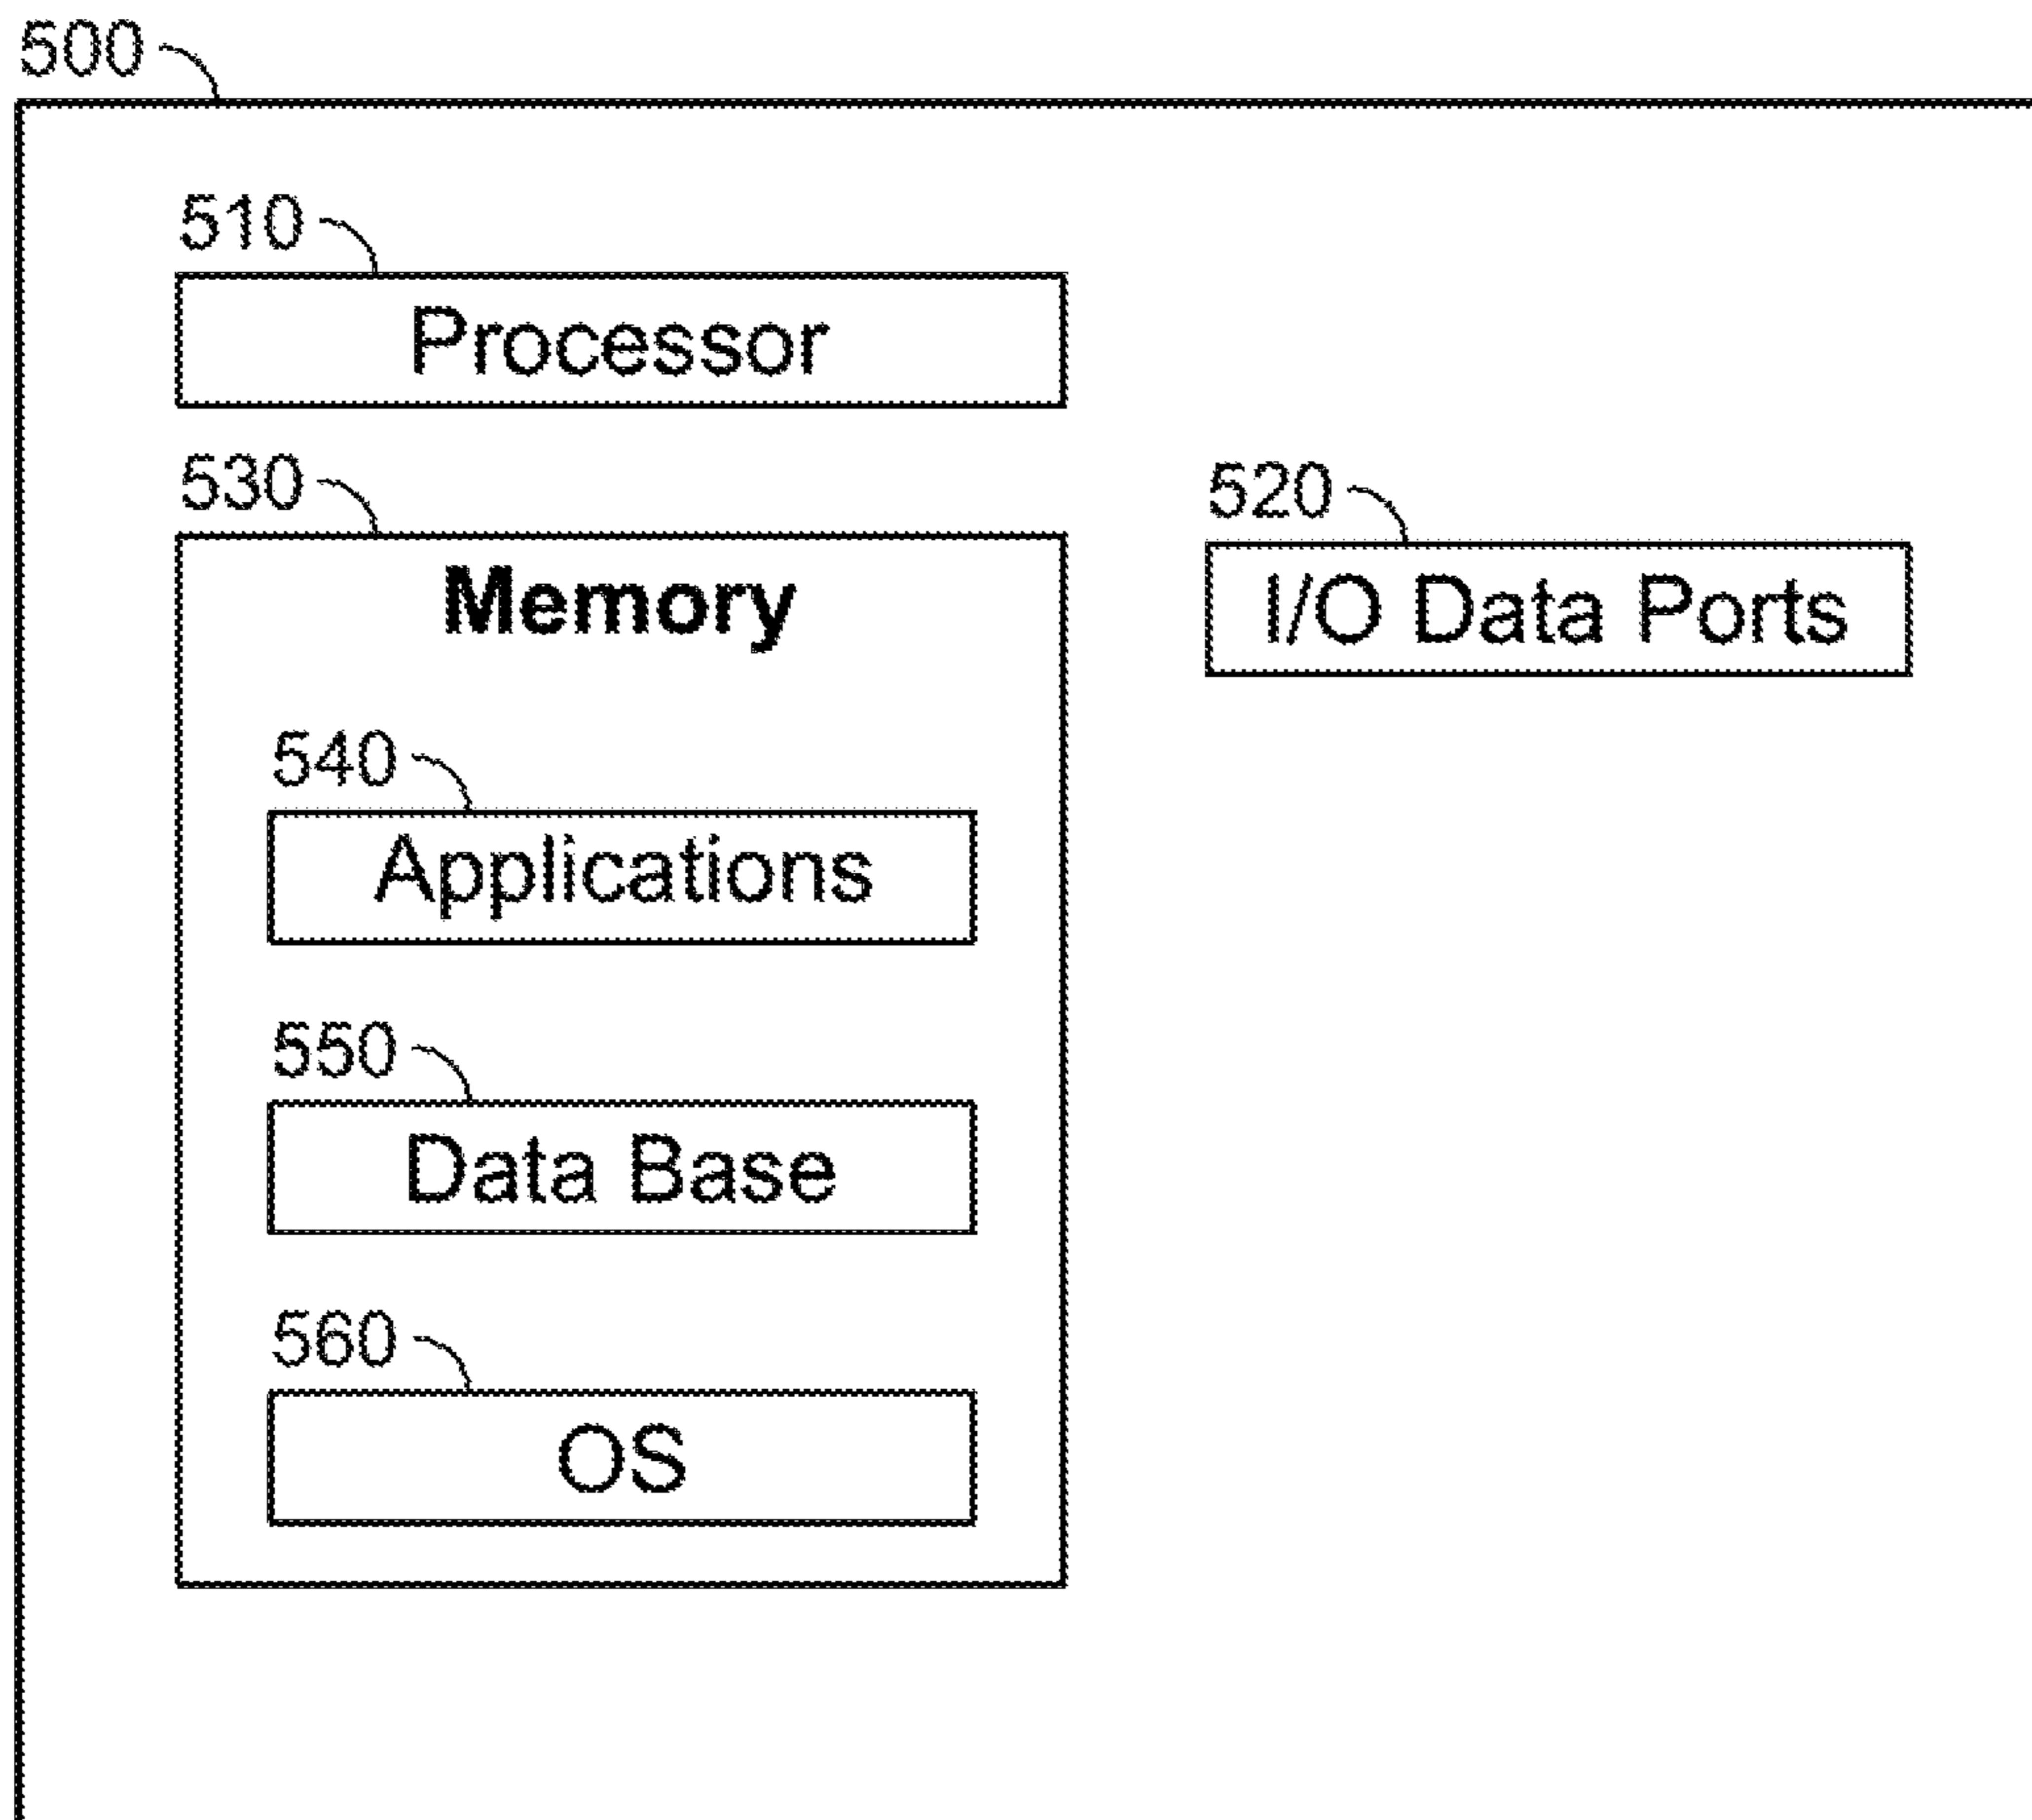 500
510
Processor
530
Memory
520
I/O Data Ports
540
Applications
550
Data Base
560
OS